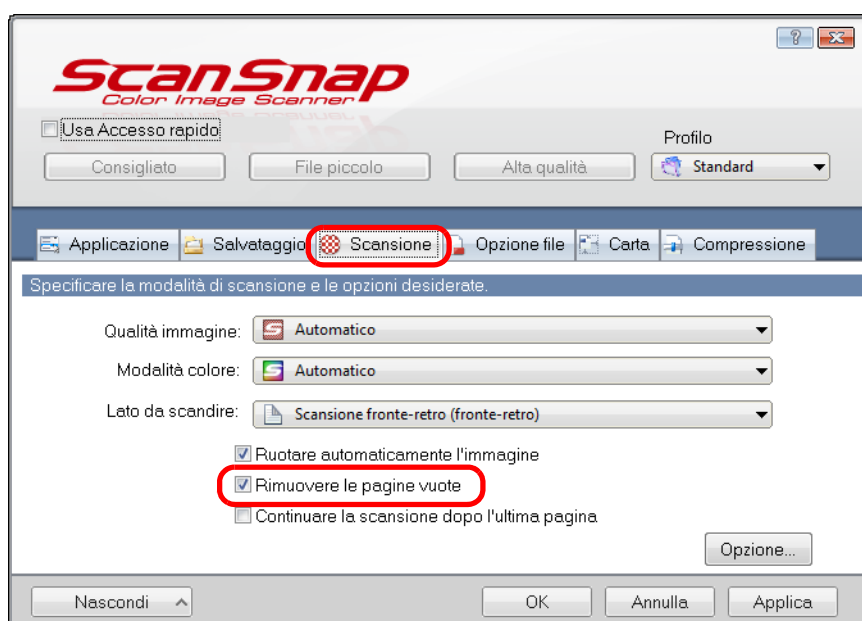 ScanSnap
Color Image Scanner
Usa Accesso rapido
Profilo
Consigliato File piccolo Alta qualità Standard
Applicazione Salvataggio Scansione Opzione file Carta Compressione
Specificare la modalità di scansione e le opzioni desiderate.
Qualità immagine: Automatico
Modalità colore: Automatico
Lato da scandire: Scansione fronte-retro (fronte-retro)
Ruotare automaticamente l'immagine
Rimuovere le pagine vuote
Continuare la scansione dopo l'ultima pagina
Opzione...
Nascondi OK Annulla Applica